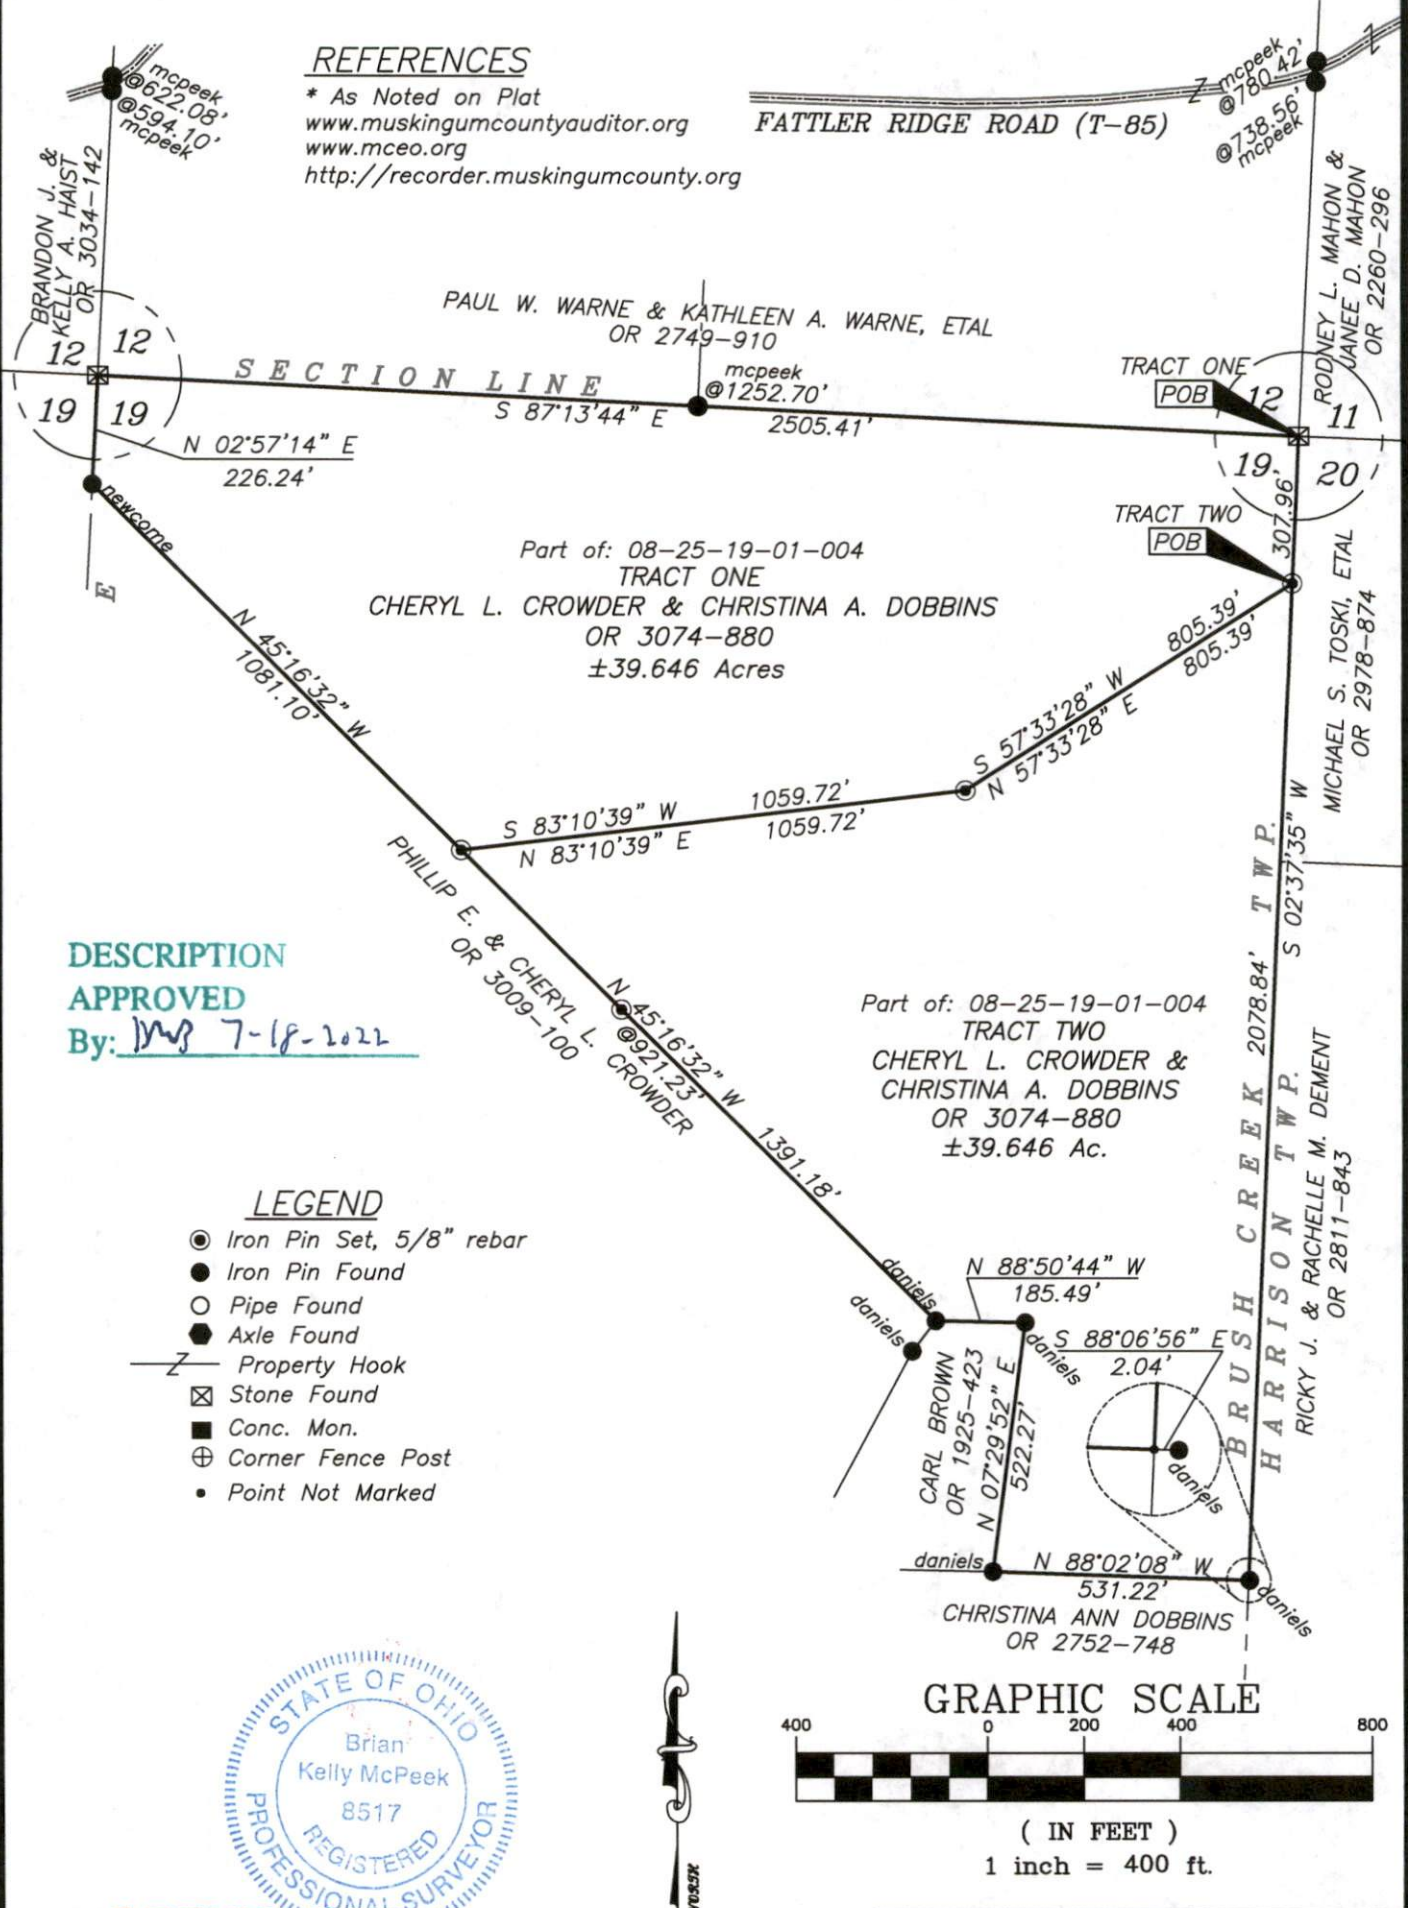 REFERENCES
* As Noted on Plat
www.muskingumcountyauditor.org
www.mceo.org
http://recorder.muskingumcounty.org
mcpeek
@622.08'
@594.10'
mcpeek
FATTLER RIDGE ROAD (T-85)
Z
Z
mcpeek
@780.42'
@738.56'
mcpeek
BRANDON J. &
KELLY A. HAIST
OR 3034-142
RODNEY L. MAHON &
JANEE D. MAHON
OR 2260-296
PAUL W. WARNE & KATHLEEN A. WARNE, ETAL
OR 2749-910
12 12
19 19
SECTION LINE
S 87°13'44" E
mcpeek
@1252.70'
2505.41'
TRACT ONE
POB
12 11
19 20
N 02°57'14" E
226.24'
newcome
E
307.96'
TRACT TWO
POB
MICHAEL S. TOSKI, ETAL
OR 2978-874
Part of: 08-25-19-01-004
TRACT ONE
CHERYL L. CROWDER & CHRISTINA A. DOBBINS
OR 3074-880
±39.646 Acres
N 45°16'32" W
1081.10'
S 57°33'28" W 805.39'
N 57°33'28" E 805.39'
S 83°10'39" W 1059.72'
N 83°10'39" E 1059.72'
PHILLIP E. & CHERYL L. CROWDER
OR 3009-100
S 02°37'35" W
2078.84'
BRUSH CREEK TWP.
HARRISON TWP.
RICKY J. & RACHELLE M. DEMENT
OR 2811-843
DESCRIPTION
APPROVED
By: 7-18-2022
N 45°16'32" W
@921.23'
1391.18'
Part of: 08-25-19-01-004
TRACT TWO
CHERYL L. CROWDER &
CHRISTINA A. DOBBINS
OR 3074-880
±39.646 Ac.
LEGEND
Iron Pin Set, 5/8" rebar
Iron Pin Found
Pipe Found
Axle Found
Z Property Hook
Stone Found
Conc. Mon.
Corner Fence Post
Point Not Marked
daniels
daniels
N 88°50'44" W
185.49'
daniels
S 88°06'56" E
2.04'
daniels
CARL BROWN
OR 1925-423
N 07°29'52" E
522.27'
daniels
N 88°02'08" W
531.22'
daniels
CHRISTINA ANN DOBBINS
OR 2752-748
STATE OF OHIO
Brian
Kelly McPeek
8517
REGISTERED
PROFESSIONAL SURVEYOR
GRAPHIC SCALE
400 0 200 400 800
( IN FEET )
1 inch = 400 ft.